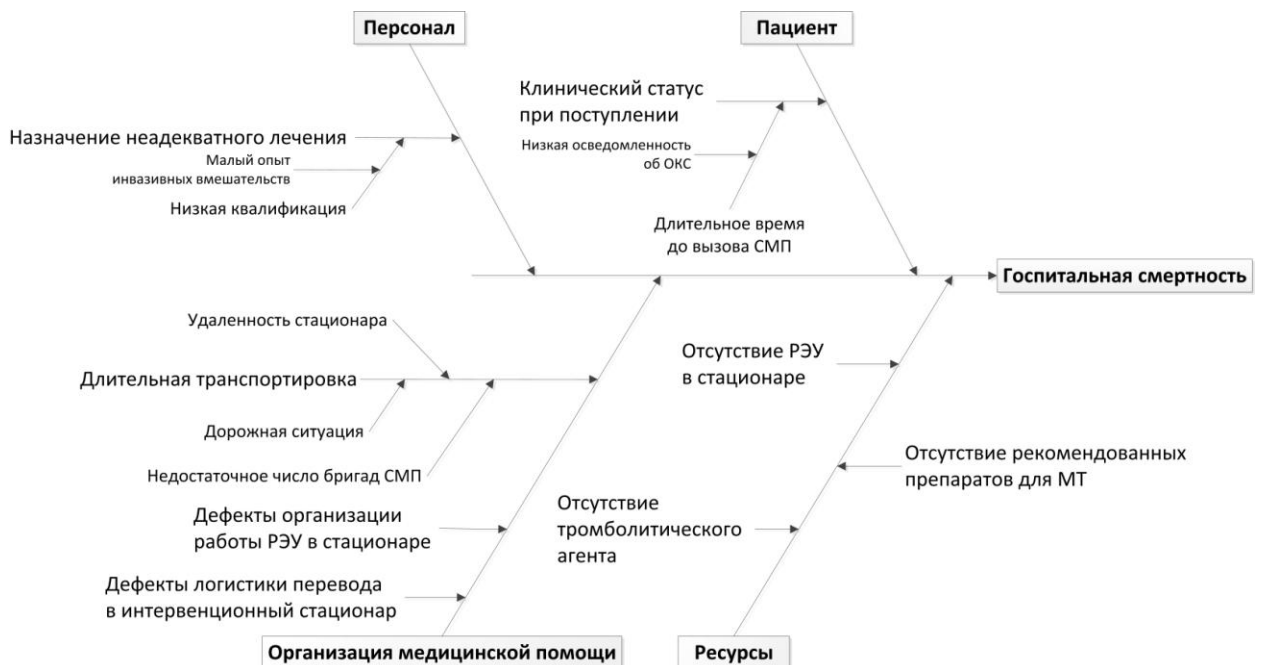 Персонал
Пациент
Клинический статус
при поступлении
Назначение неадекватного лечения
Низкая осведомленность
об ОКС
Малый опыт
инвазивных вмешательств
Низкая квалификация
Длительное время
до вызова СМП
Госпитальная смертность
Удаленность стационара
Отсутствие РЭУ
в стационаре
Длительная транспортировка
Дорожная ситуация
Отсутствие рекомендованных
препаратов для МТ
Недостаточное число бригад СМП
Дефекты организации
работы РЭУ в стационаре
Отсутствие
тромболитического
агента
Дефекты логистики перевода
в интервенционный стационар
Организация медицинской помощи
Ресурсы